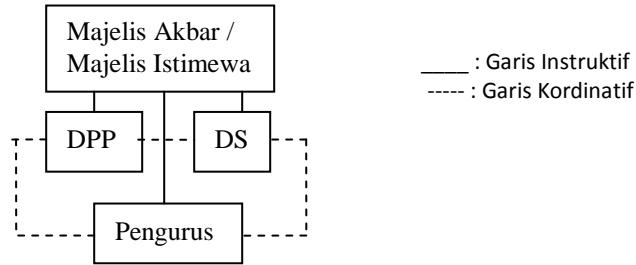 Majelis Akbar /
Majelis Istimewa
____ : Garis Instruktif
----- : Garis Kordinatif
DPP
DS
Pengurus